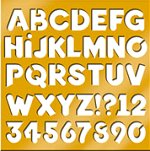 ABCDEFG
HiJKLMNO
PQRSTUV
WXYZ!?12
34567890